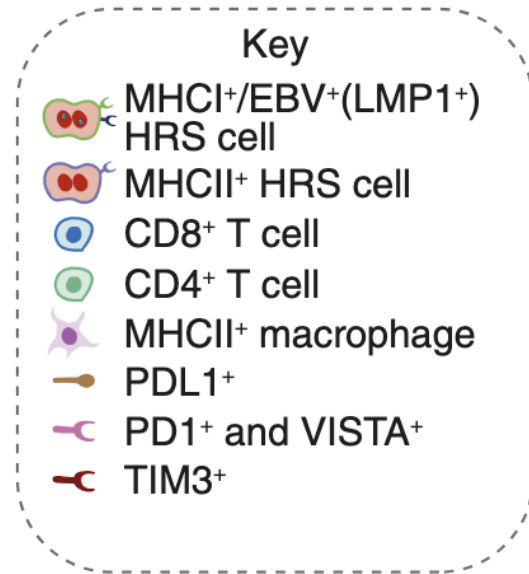 Key
MHCI⁺/EBV⁺(LMP1⁺)
HRS cell
MHCII⁺ HRS cell
CD8⁺ T cell
CD4⁺ T cell
MHCII⁺ macrophage
PDL1⁺
PD1⁺ and VISTA⁺
TIM3⁺